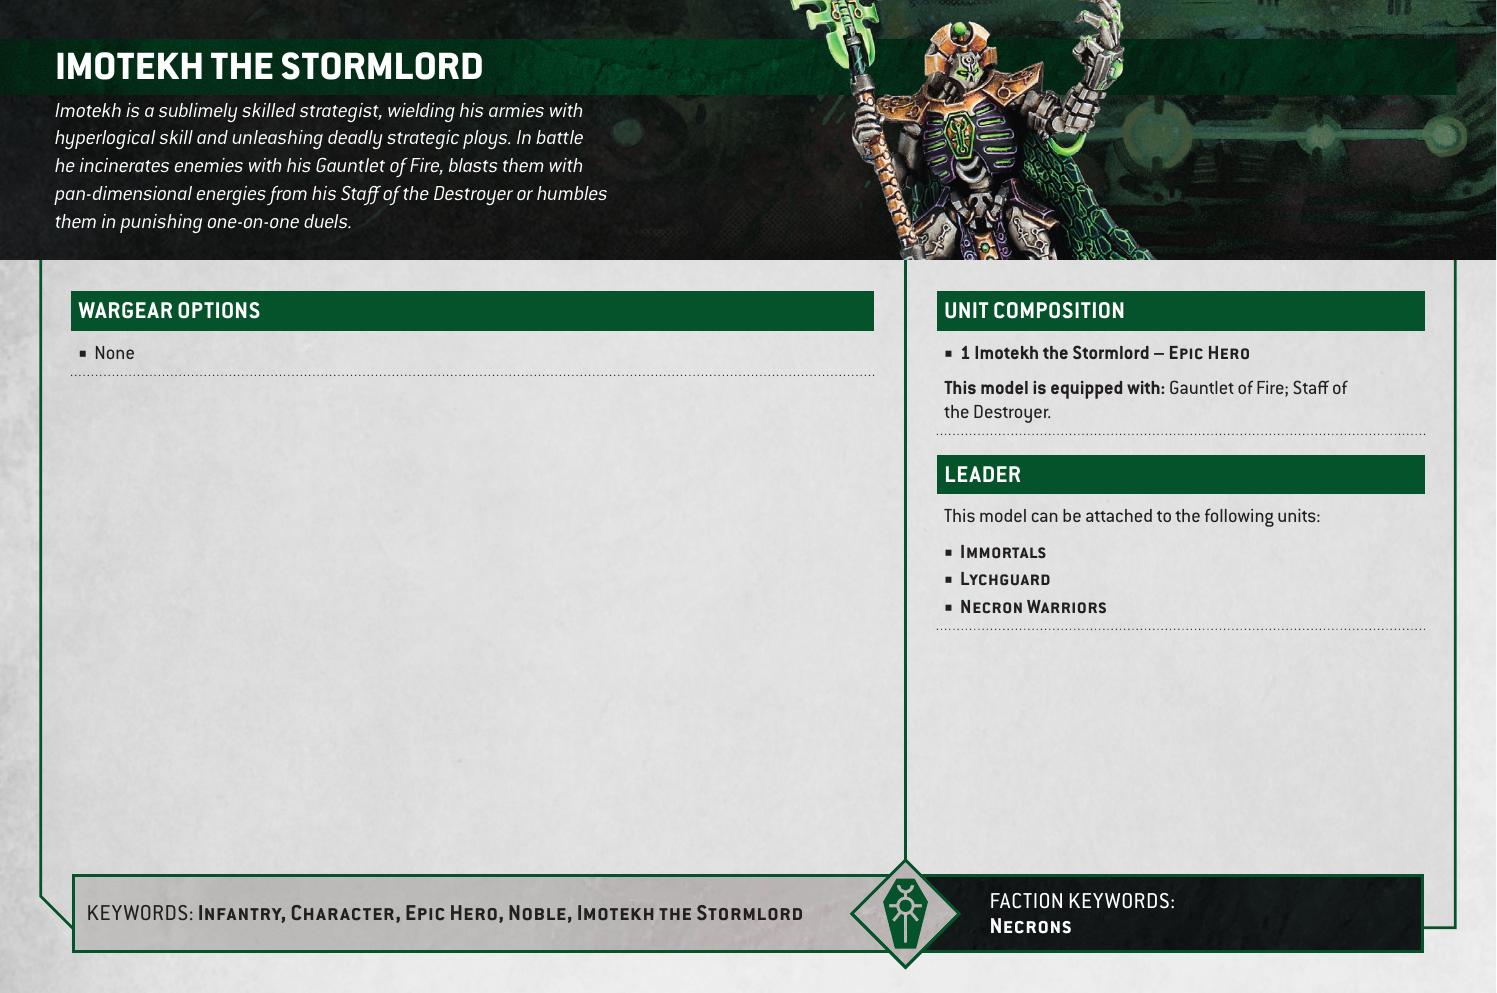 IMOTEKH THE STORMLORD
Imotekh is a sublimely skilled strategist, wielding his armies with
hyperlogical skill and unleashing deadly strategic ploys. In battle
he incinerates enemies with his Gauntlet of Fire, blasts them with
pan-dimensional energies from his Staff of the Destroyer or humbles
them in punishing one-on-one duels.
WARGEAR OPTIONS
▪ None
UNIT COMPOSITION
▪ 1 Imotekh the Stormlord – EPIC HERO
This model is equipped with: Gauntlet of Fire; Staff of
the Destroyer.
LEADER
This model can be attached to the following units:
▪ IMMORTALS
▪ LYCHGUARD
▪ NECRON WARRIORS
KEYWORDS: INFANTRY, CHARACTER, EPIC HERO, NOBLE, IMOTEKH THE STORMLORD
FACTION KEYWORDS:
NECRONS